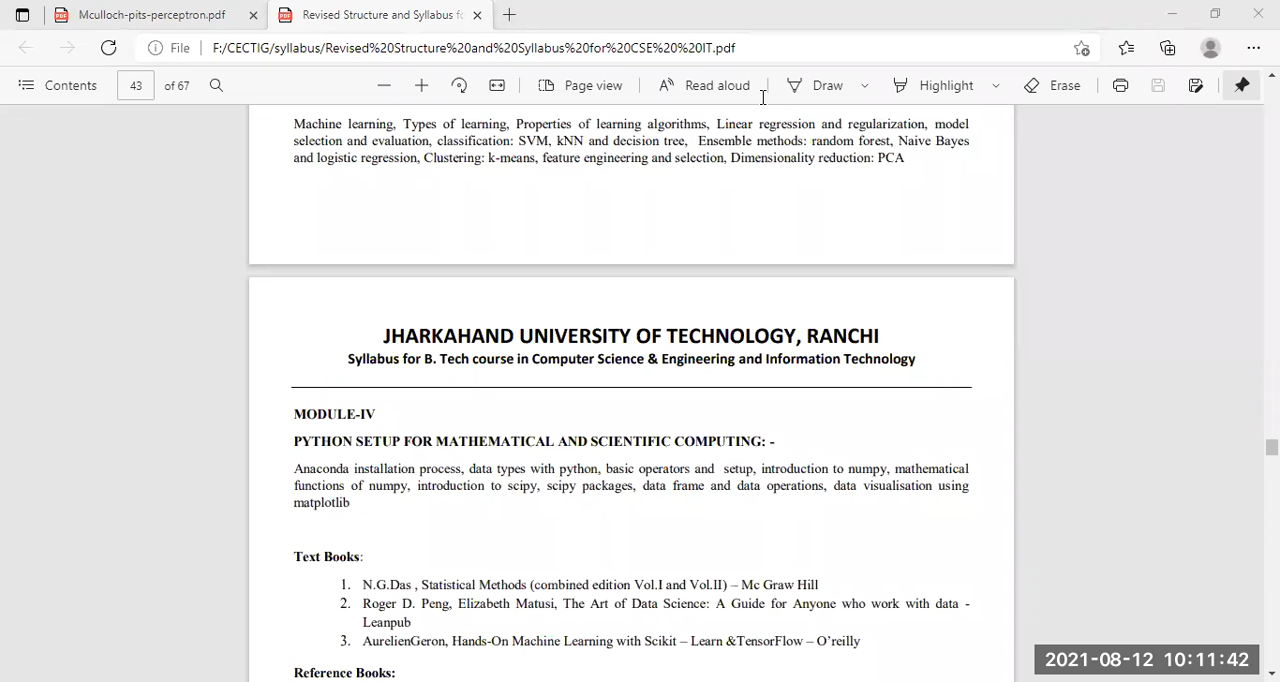 Mculloch-pits-perceptron.pdf
Revised Structure and Syllabus fo
File F:/CECTIG/syllabus/Revised%20Structure%20and%20Syllabus%20for%20CSE%20%20IT.pdf
Contents 43 of 67 Page view Read aloud Draw Highlight Erase
Machine learning, Types of learning, Properties of learning algorithms, Linear regression and regularization, model
selection and evaluation, classification: SVM, kNN and decision tree, Ensemble methods: random forest, Naive Bayes
and logistic regression, Clustering: k-means, feature engineering and selection, Dimensionality reduction: PCA
JHARKAHAND UNIVERSITY OF TECHNOLOGY, RANCHI
Syllabus for B. Tech course in Computer Science & Engineering and Information Technology
MODULE-IV
PYTHON SETUP FOR MATHEMATICAL AND SCIENTIFIC COMPUTING: -
Anaconda installation process, data types with python, basic operators and setup, introduction to numpy, mathematical
functions of numpy, introduction to scipy, scipy packages, data frame and data operations, data visualisation using
matplotlib
Text Books:
1. N.G.Das , Statistical Methods (combined edition Vol.I and Vol.II) – Mc Graw Hill
2. Roger D. Peng, Elizabeth Matusi, The Art of Data Science: A Guide for Anyone who work with data -
Leanpub
3. AurelienGeron, Hands-On Machine Learning with Scikit – Learn &TensorFlow – O’reilly
Reference Books:
2021-08-12 10:11:42